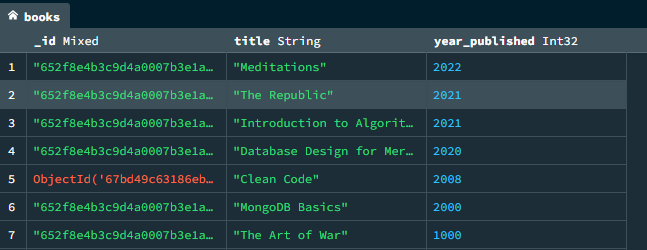 books
_id Mixed title String year_published Int32
1 "652f8e4b3c9d4a0007b3e1a… "Meditations" 2022
2 "652f8e4b3c9d4a0007b3e1a… "The Republic" 2021
3 "652f8e4b3c9d4a0007b3e1a… "Introduction to Algorit… 2021
4 "652f8e4b3c9d4a0007b3e1a… "Database Design for Mer… 2020
5 ObjectId('67bd49c63186eb… "Clean Code" 2008
6 "652f8e4b3c9d4a0007b3e1a… "MongoDB Basics" 2000
7 "652f8e4b3c9d4a0007b3e1a… "The Art of War" 1000